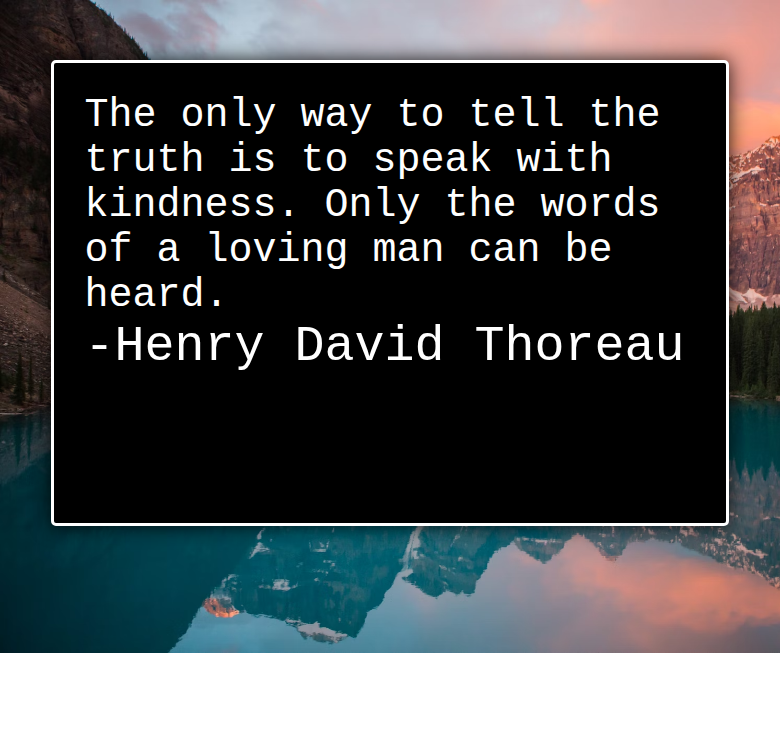 The only way to tell the
truth is to speak with
kindness. Only the words
of a loving man can be
heard.
-Henry David Thoreau